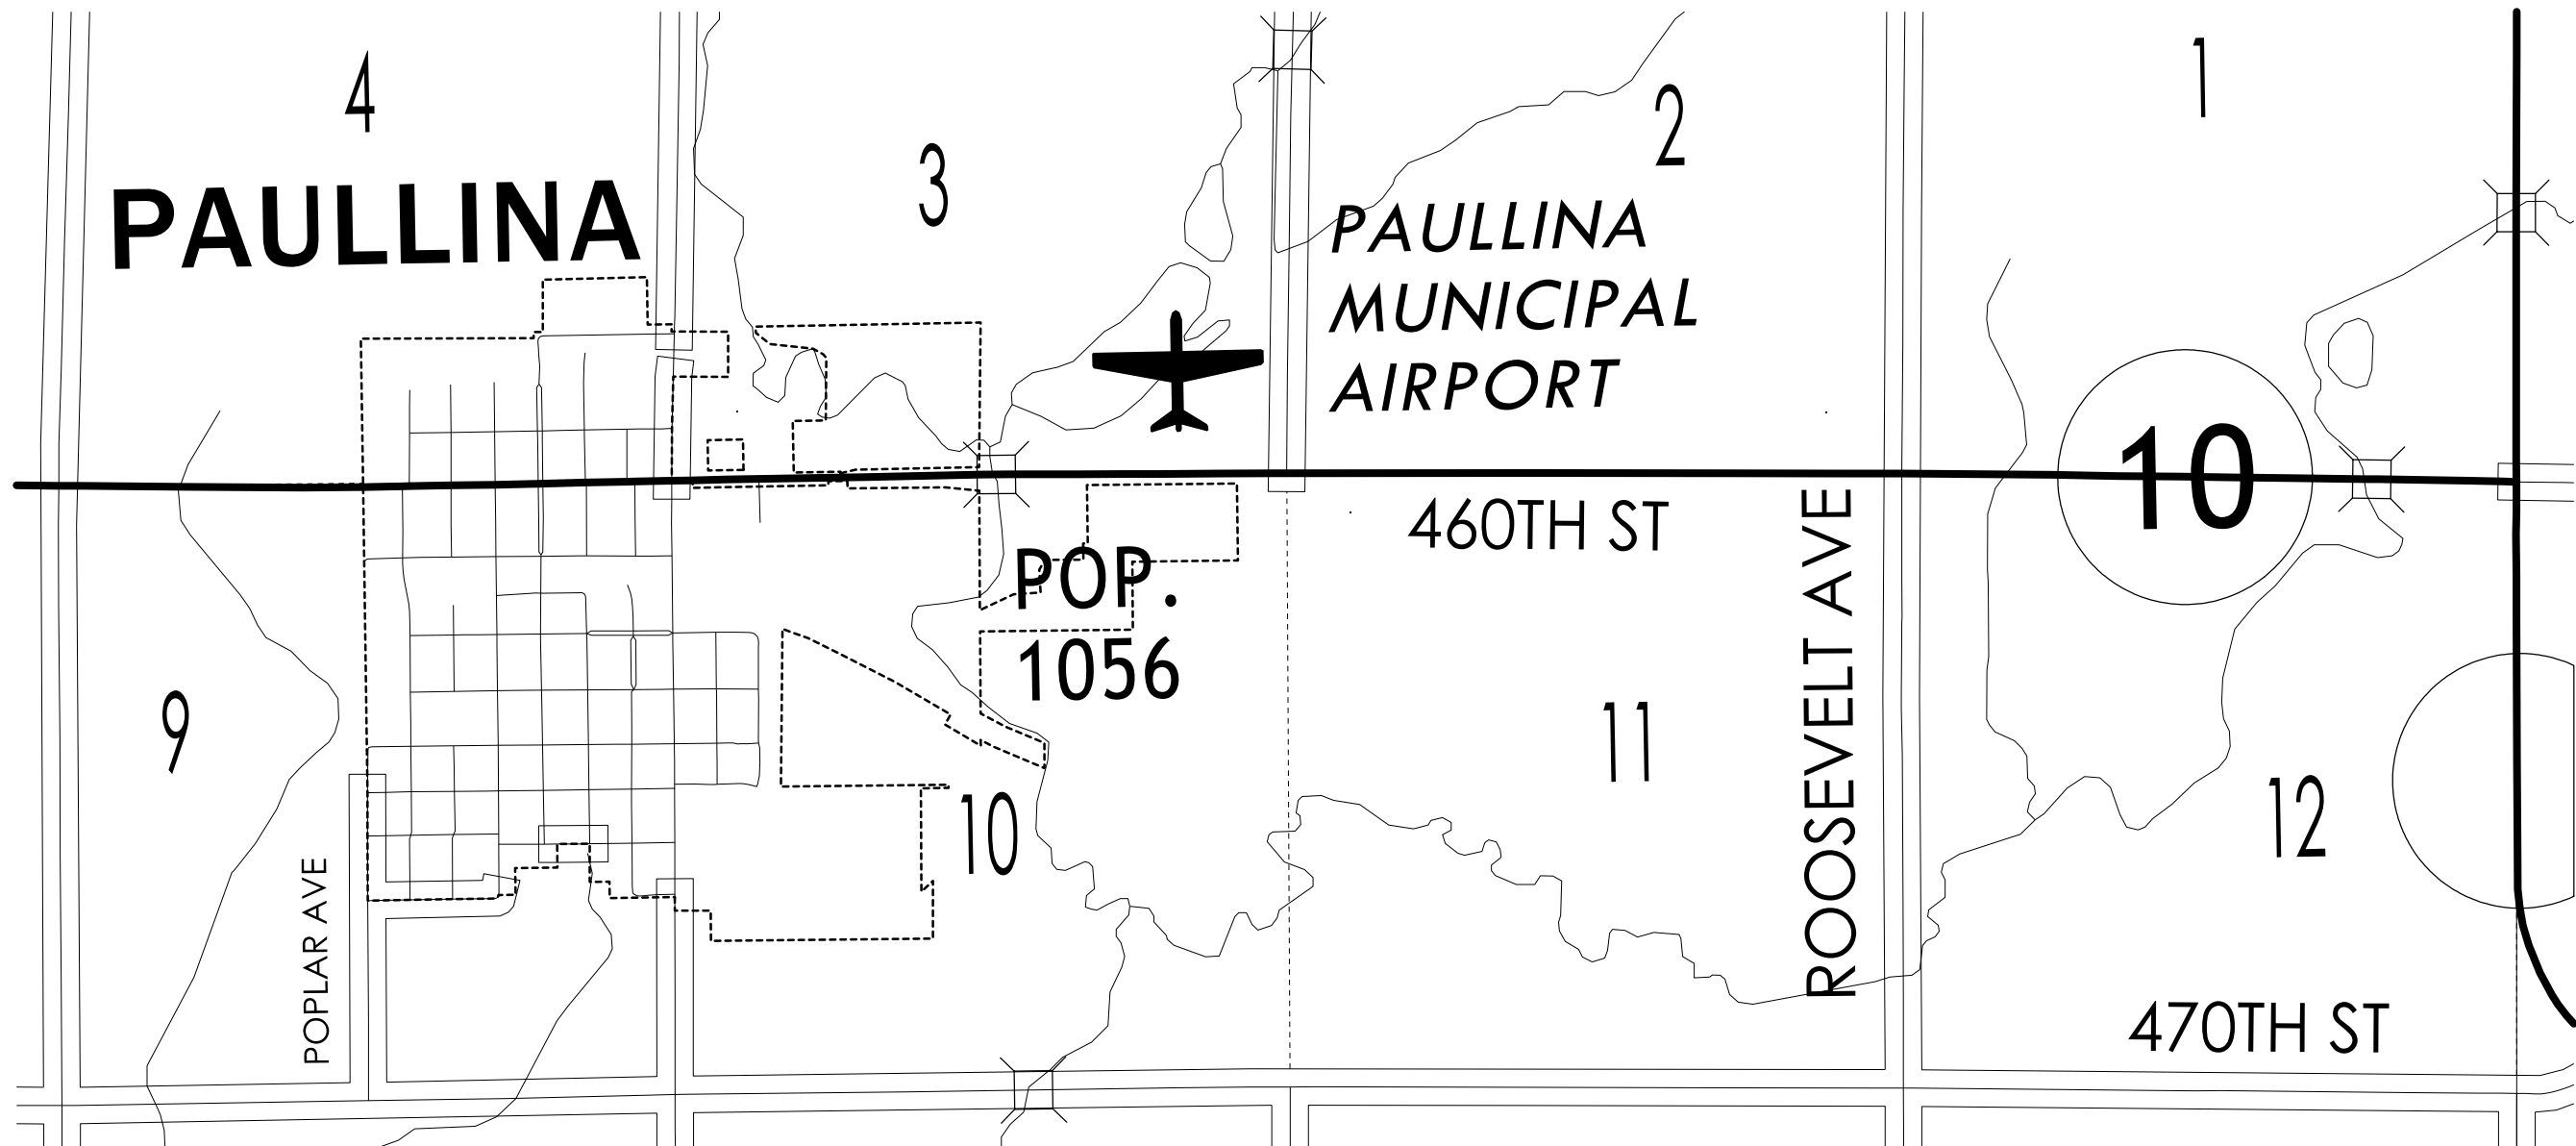 1
4
2
3
PAULLINA
PAULLINA
MUNICIPAL
AIRPORT
10
460TH ST
POP.
1056
ROOSEVELT AVE
9
11
10
12
POPLAR AVE
470TH ST